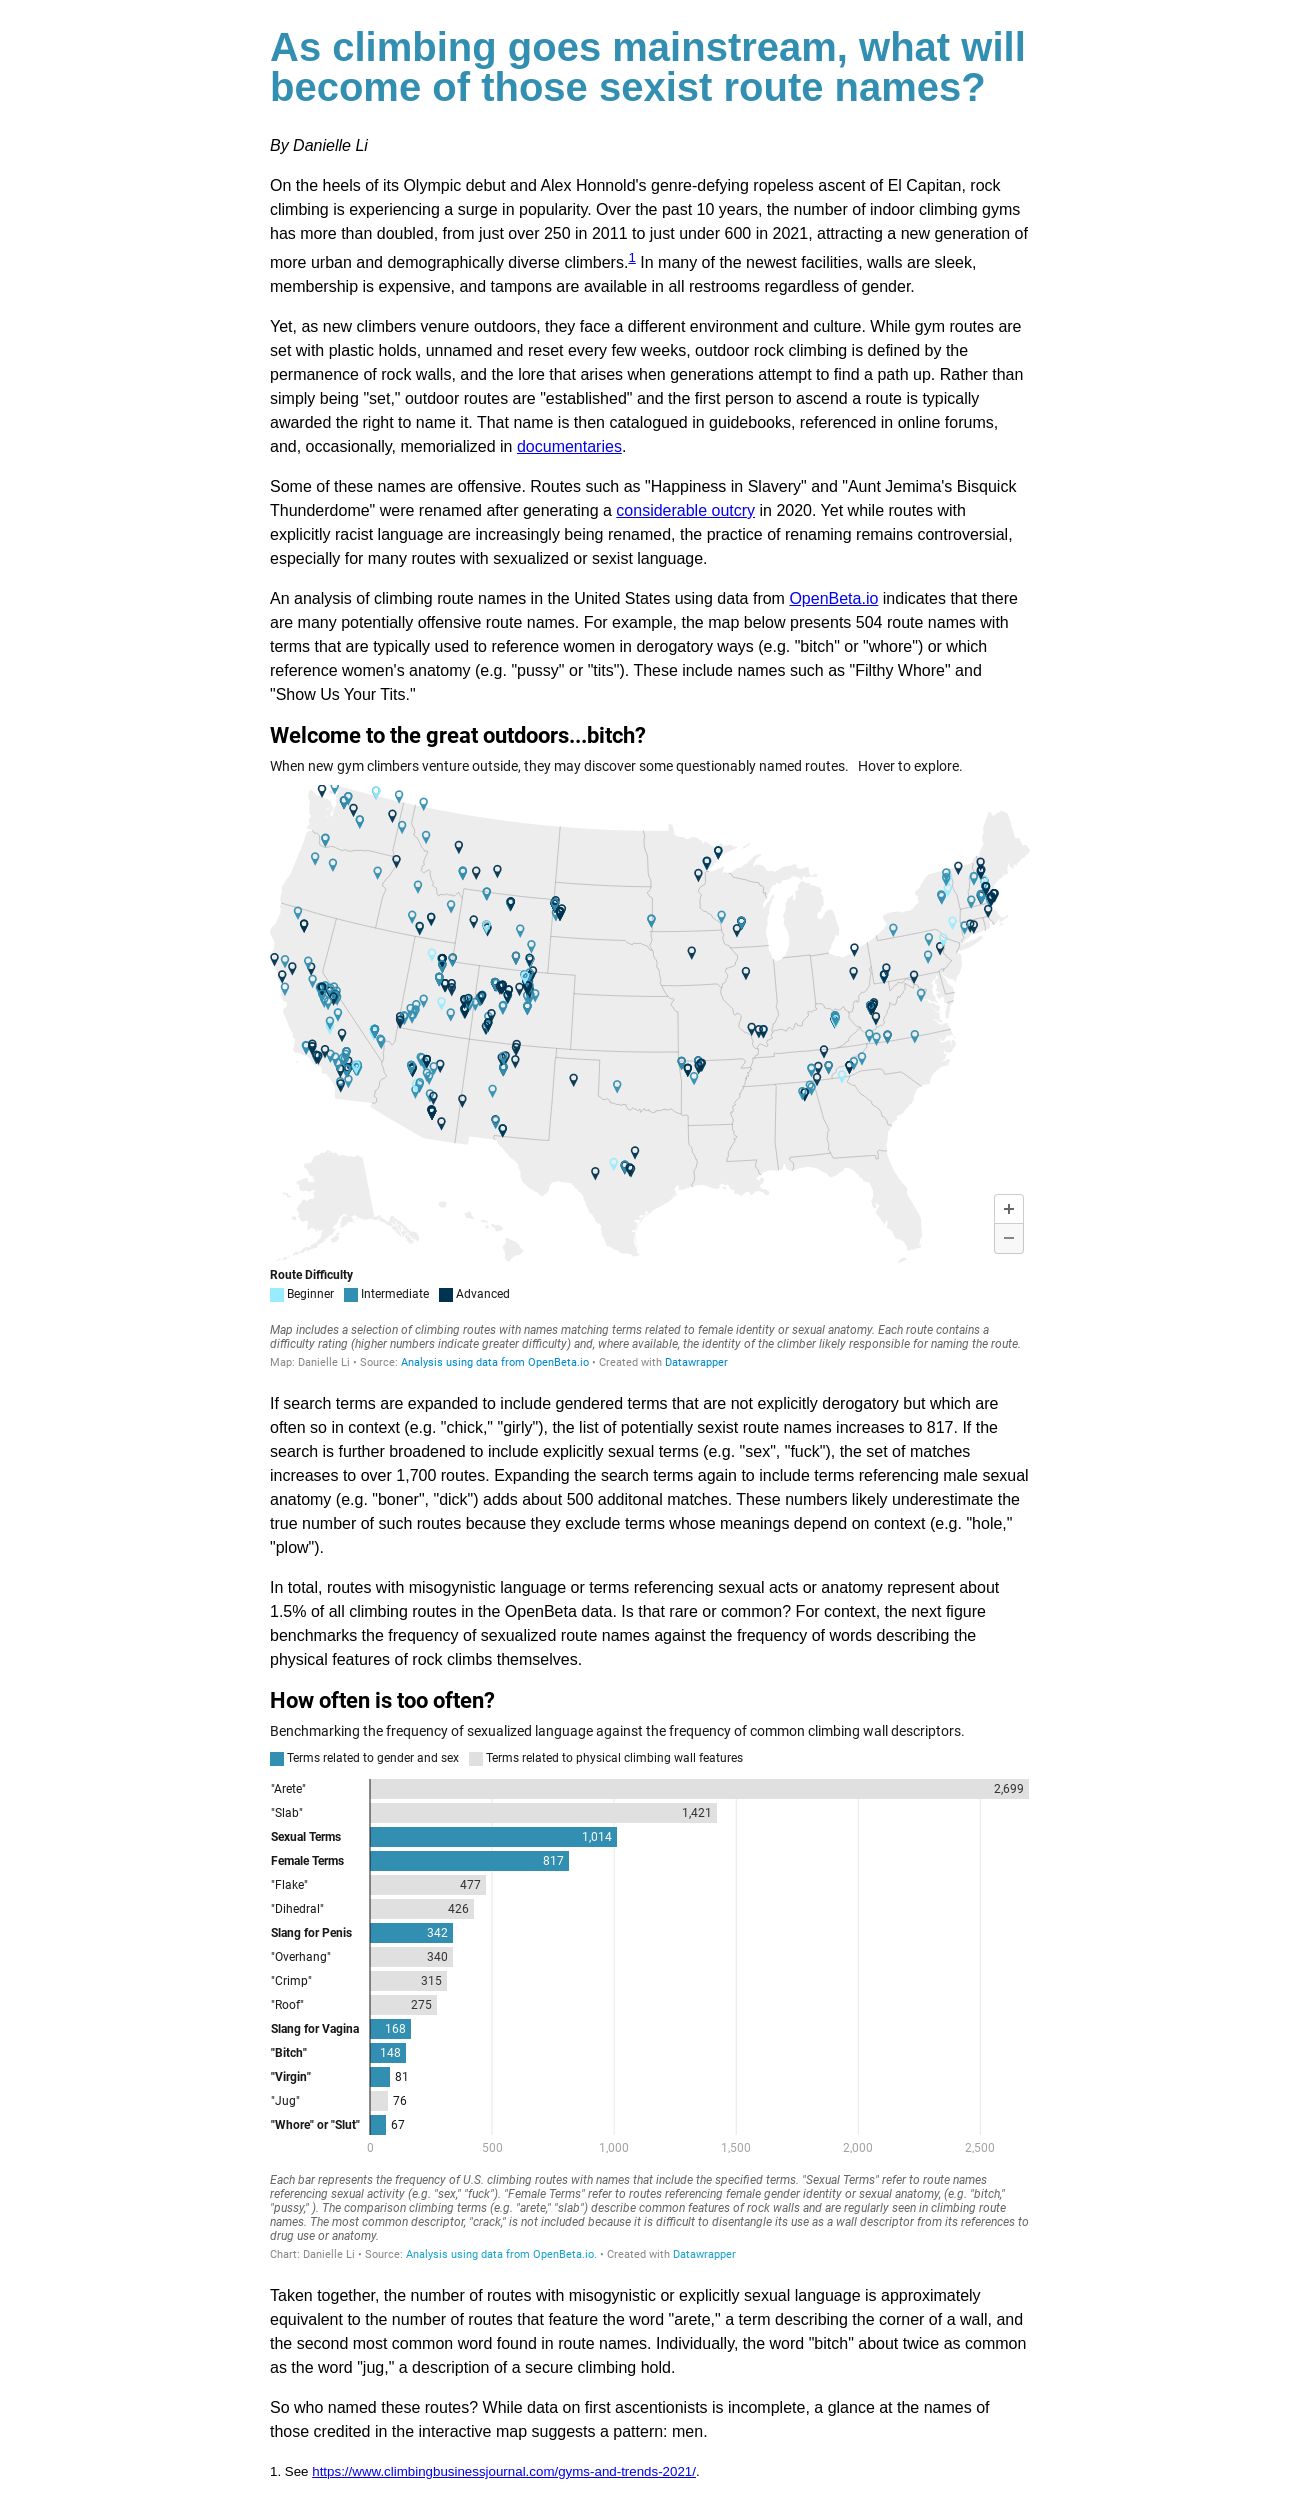 As climbing goes mainstream, what will
become of those sexist route names?
By Danielle Li
On the heels of its Olympic debut and Alex Honnold's genre-defying ropeless ascent of El Capitan, rock
climbing is experiencing a surge in popularity. Over the past 10 years, the number of indoor climbing gyms
has more than doubled, from just over 250 in 2011 to just under 600 in 2021, attracting a new generation of
more urban and demographically diverse climbers.1 In many of the newest facilities, walls are sleek,
membership is expensive, and tampons are available in all restrooms regardless of gender.
Yet, as new climbers venure outdoors, they face a different environment and culture. While gym routes are
set with plastic holds, unnamed and reset every few weeks, outdoor rock climbing is defined by the
permanence of rock walls, and the lore that arises when generations attempt to find a path up. Rather than
simply being "set," outdoor routes are "established" and the first person to ascend a route is typically
awarded the right to name it. That name is then catalogued in guidebooks, referenced in online forums,
and, occasionally, memorialized in documentaries.
Some of these names are offensive. Routes such as "Happiness in Slavery" and "Aunt Jemima's Bisquick
Thunderdome" were renamed after generating a considerable outcry in 2020. Yet while routes with
explicitly racist language are increasingly being renamed, the practice of renaming remains controversial,
especially for many routes with sexualized or sexist language.
An analysis of climbing route names in the United States using data from OpenBeta.io indicates that there
are many potentially offensive route names. For example, the map below presents 504 route names with
terms that are typically used to reference women in derogatory ways (e.g. "bitch" or "whore") or which
reference women's anatomy (e.g. "pussy" or "tits"). These include names such as "Filthy Whore" and
"Show Us Your Tits."
Welcome to the great outdoors...bitch?
When new gym climbers venture outside, they may discover some questionably named routes. Hover to explore.
+
−
Route Difficulty
Beginner Intermediate Advanced
Map includes a selection of climbing routes with names matching terms related to female identity or sexual anatomy. Each route contains a
difficulty rating (higher numbers indicate greater difficulty) and, where available, the identity of the climber likely responsible for naming the route.
Map: Danielle Li • Source: Analysis using data from OpenBeta.io • Created with Datawrapper
If search terms are expanded to include gendered terms that are not explicitly derogatory but which are
often so in context (e.g. "chick," "girly"), the list of potentially sexist route names increases to 817. If the
search is further broadened to include explicitly sexual terms (e.g. "sex", "fuck"), the set of matches
increases to over 1,700 routes. Expanding the search terms again to include terms referencing male sexual
anatomy (e.g. "boner", "dick") adds about 500 additonal matches. These numbers likely underestimate the
true number of such routes because they exclude terms whose meanings depend on context (e.g. "hole,"
"plow").
In total, routes with misogynistic language or terms referencing sexual acts or anatomy represent about
1.5% of all climbing routes in the OpenBeta data. Is that rare or common? For context, the next figure
benchmarks the frequency of sexualized route names against the frequency of words describing the
physical features of rock climbs themselves.
How often is too often?
Benchmarking the frequency of sexualized language against the frequency of common climbing wall descriptors.
Terms related to gender and sex Terms related to physical climbing wall features
"Arete" 2,699
"Slab" 1,421
Sexual Terms 1,014
Female Terms 817
"Flake" 477
"Dihedral" 426
Slang for Penis 342
"Overhang" 340
"Crimp" 315
"Roof" 275
Slang for Vagina 168
"Bitch" 148
"Virgin" 81
"Jug" 76
"Whore" or "Slut" 67
0 500 1,000 1,500 2,000 2,500
Each bar represents the frequency of U.S. climbing routes with names that include the specified terms. "Sexual Terms" refer to route names
referencing sexual activity (e.g. "sex," "fuck"). "Female Terms" refer to routes referencing female gender identity or sexual anatomy, (e.g. "bitch,"
"pussy," ). The comparison climbing terms (e.g. "arete," "slab") describe common features of rock walls and are regularly seen in climbing route
names. The most common descriptor, "crack," is not included because it is difficult to disentangle its use as a wall descriptor from its references to
drug use or anatomy.
Chart: Danielle Li • Source: Analysis using data from OpenBeta.io. • Created with Datawrapper
Taken together, the number of routes with misogynistic or explicitly sexual language is approximately
equivalent to the number of routes that feature the word "arete," a term describing the corner of a wall, and
the second most common word found in route names. Individually, the word "bitch" about twice as common
as the word "jug," a description of a secure climbing hold.
So who named these routes? While data on first ascentionists is incomplete, a glance at the names of
those credited in the interactive map suggests a pattern: men.
1. See https://www.climbingbusinessjournal.com/gyms-and-trends-2021/.